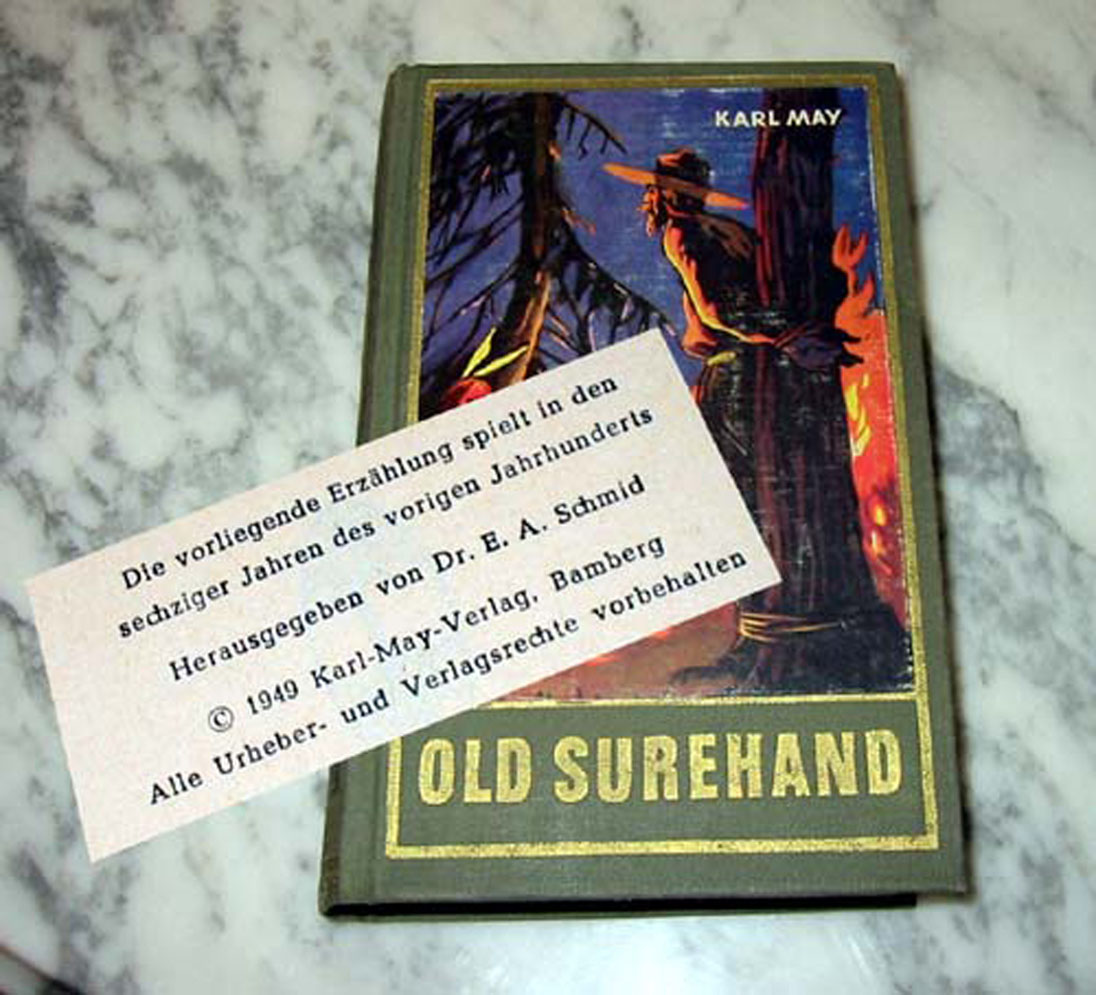 KARL MAY
Die vorliegende Erzählung spielt in den
sechziger Jahren des vorigen Jahrhunderts
Herausgegeben von Dr. E. A. Schmid
© 1949 Karl-May-Verlag, Bamberg
Alle Urheber- und Verlagsrechte vorbehalten
OLD SUREHAND